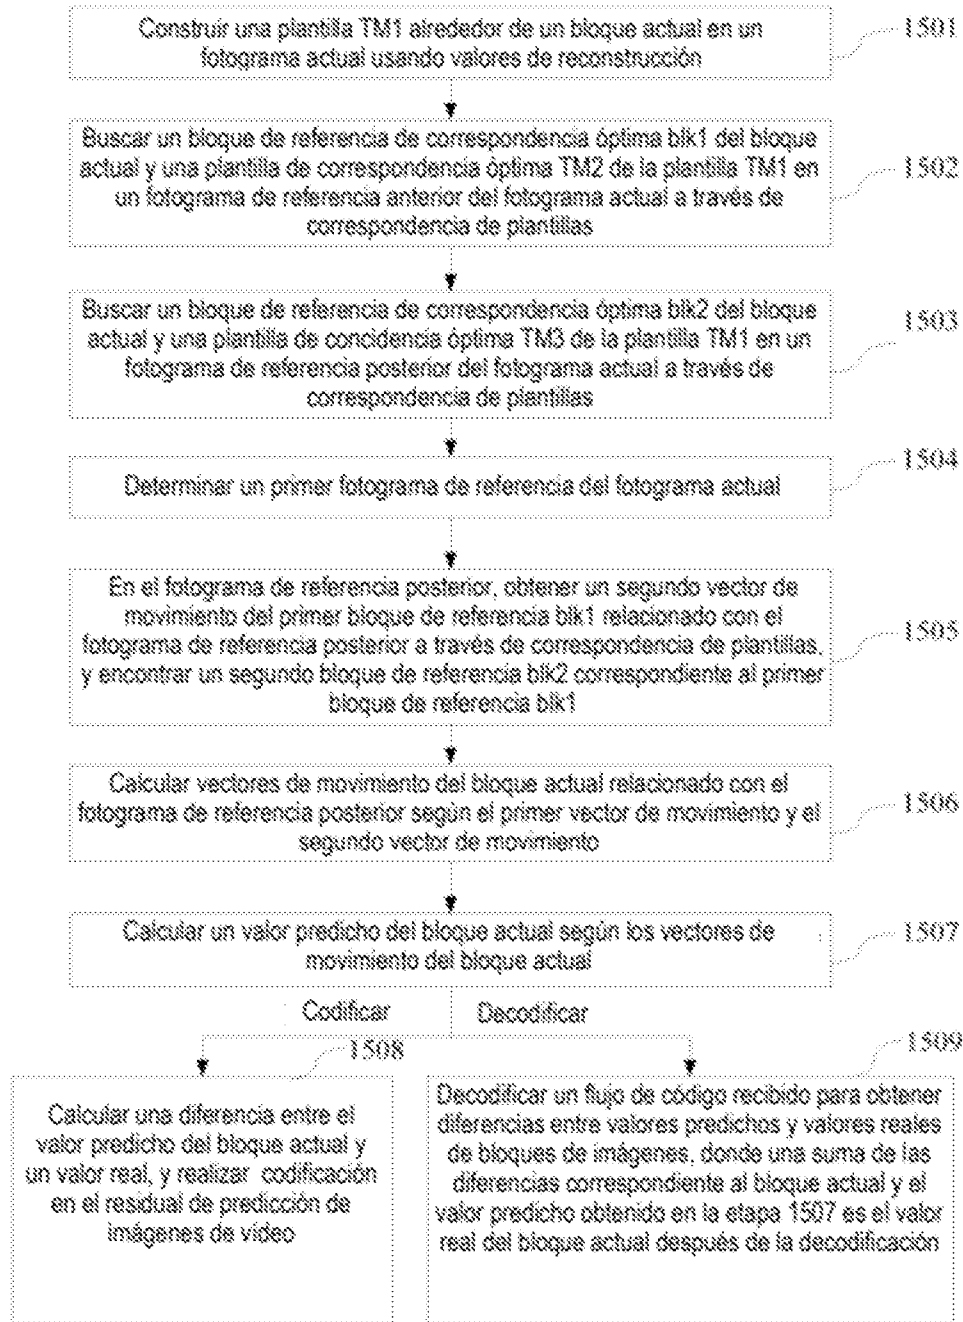 Construir una plantilla TM1 alrededor de un bloque actual en un
fotograma actual usando valores de reconstrucción
1501
Buscar un bloque de referencia de correspondencia óptima blk1 del bloque
actual y una plantilla de correspondencia óptima TM2 de la plantilla TM1 en
un fotograma de referencia anterior del fotograma actual a través de
correspondencia de plantillas
1502
Buscar un bloque de referencia de correspondencia óptima blk2 del bloque
actual y una plantilla de concidencia óptima TM3 de la plantilla TM1 en un
fotograma de referencia posterior del fotograma actual a través de
correspondencia de plantillas
1503
Determinar un primer fotograma de referencia del fotograma actual
1504
En el fotograma de referencia posterior, obtener un segundo vector de
movimiento del primer bloque de referencia blk1 relacionado con el
fotograma de referencia posterior a través de correspondencia de plantillas,
y encontrar un segundo bloque de referencia blk2 correspondiente al primer
bloque de referencia blk1
1505
Calcular vectores de movimiento del bloque actual relacionado con el
fotograma de referencia posterior según el primer vector de movimiento y el
segundo vector de movimiento
1506
Calcular un valor predicho del bloque actual según los vectores de
movimiento del bloque actual
1507
Codificar
Decodificar
1508
Calcular una diferencia entre el
valor predicho del bloque actual y
un valor real, y realizar codificación
en el residual de predicción de
imágenes de vídeo
1509
Decodificar un flujo de código recibido para obtener
diferencias entre valores predichos y valores reales
de bloques de imágenes, donde una suma de las
diferencias correspondiente al bloque actual y el
valor predicho obtenido en la etapa 1507 es el valor
real del bloque actual después de la decodificación